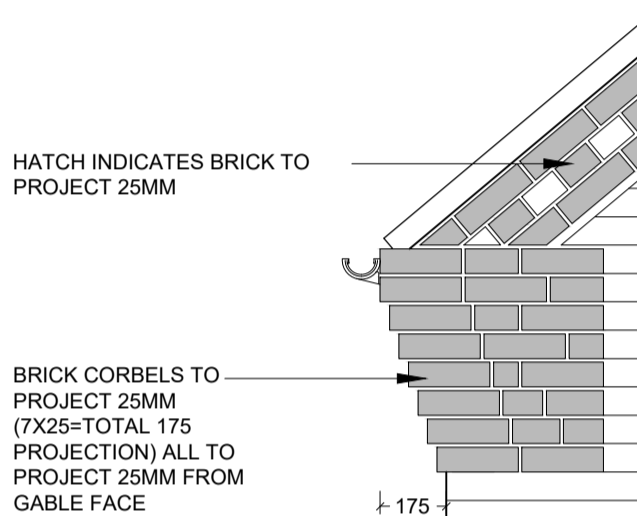 HATCH INDICATES BRICK TO
PROJECT 25MM
BRICK CORBELS TO
PROJECT 25MM
(7X25=TOTAL 175
PROJECTION) ALL TO
PROJECT 25MM FROM
GABLE FACE
175